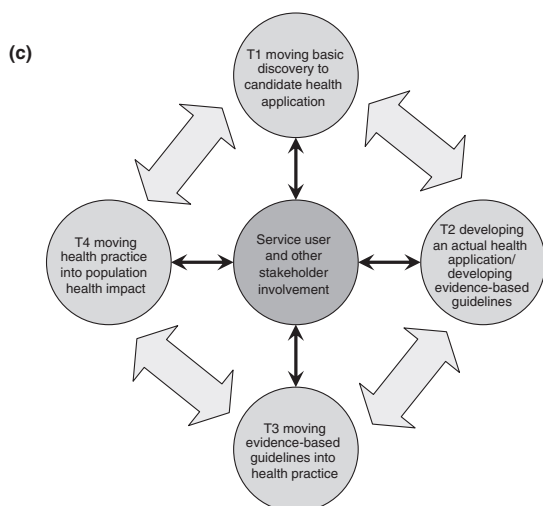 (c)
T1 moving basic
discovery to
candidate health
application
T4 moving
health practice
into population
health impact
Service user
and other
stakeholder
involvement
T2 developing
an actual health
application/
developing
evidence-based
guidelines
T3 moving
evidence-based
guidelines into
health practice